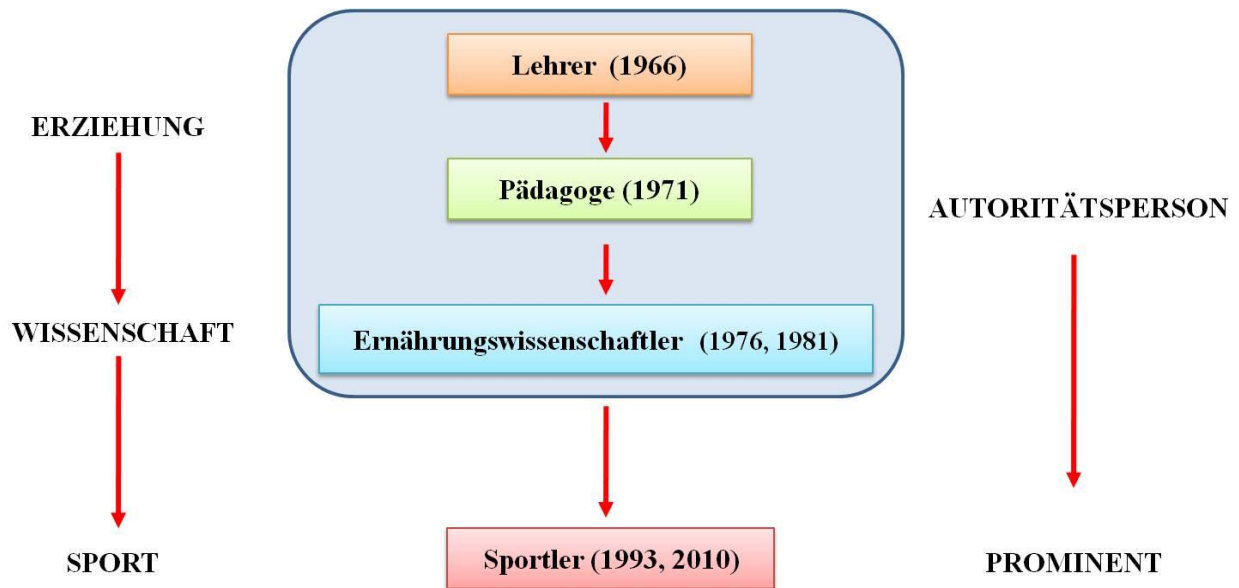 Lehrer (1966)
ERZIEHUNG
Pädagoge (1971)
AUTORITÄTSPERSON
WISSENSCHAFT
Ernährungswissenschaftler (1976, 1981)
SPORT
Sportler (1993, 2010)
PROMINENT